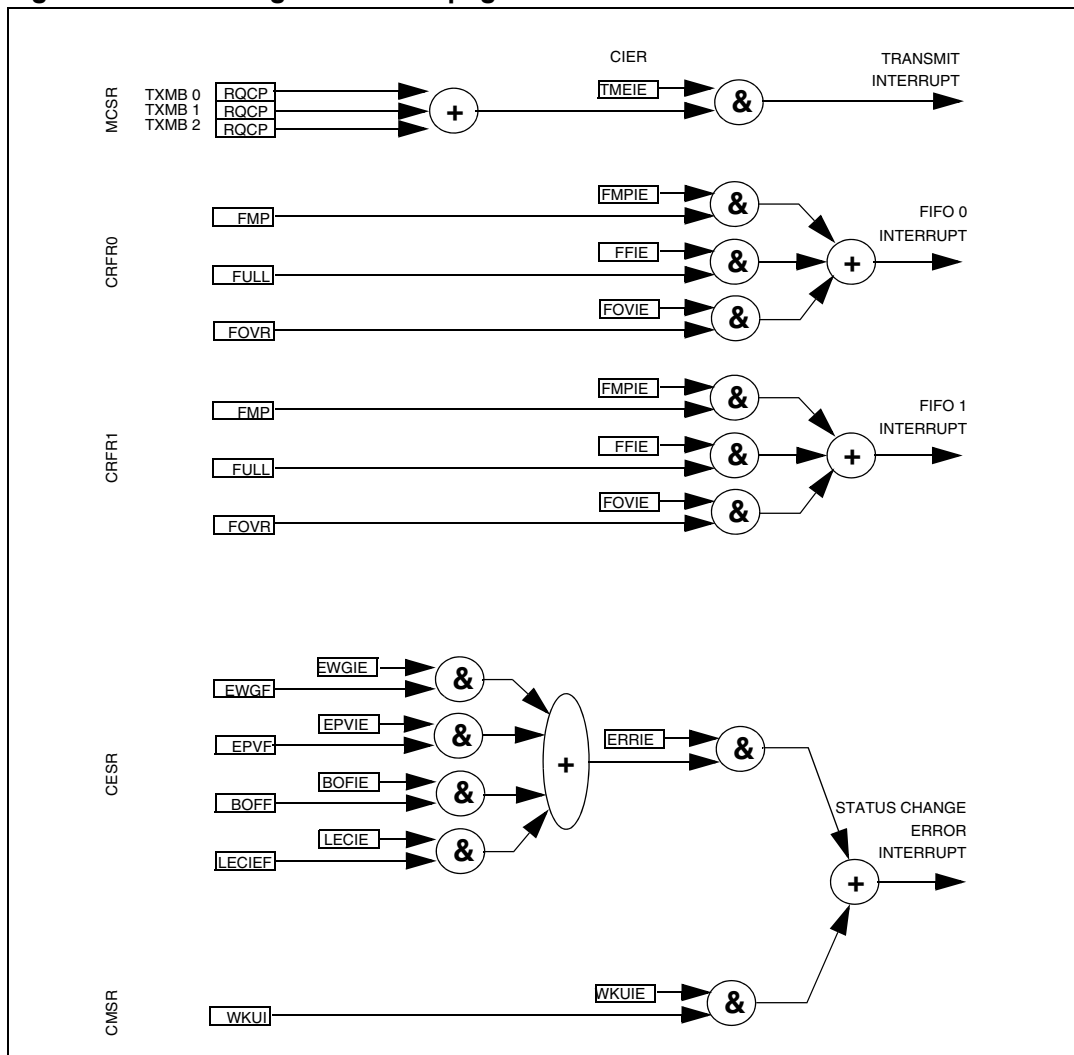 CIER
TRANSMIT
INTERRUPT
MCSR
TXMB 0 RQCP
TXMB 1 RQCP
TXMB 2 RQCP
+
TMEIE
&
CRFR0
FMP
FMPIE
&
FULL
FFIE
&
FOVR
FOVIE
&
+
FIFO 0
INTERRUPT
CRFR1
FMP
FMPIE
&
FULL
FFIE
&
FOVR
FOVIE
&
+
FIFO 1
INTERRUPT
CESR
EWGF
EWGIE
&
EPVF
EPVIE
&
BOFF
BOFIE
&
LECIEF
LECIE
&
+
ERRIE
&
STATUS CHANGE
ERROR
INTERRUPT
+
CMSR
WKUI
WKUIE
&